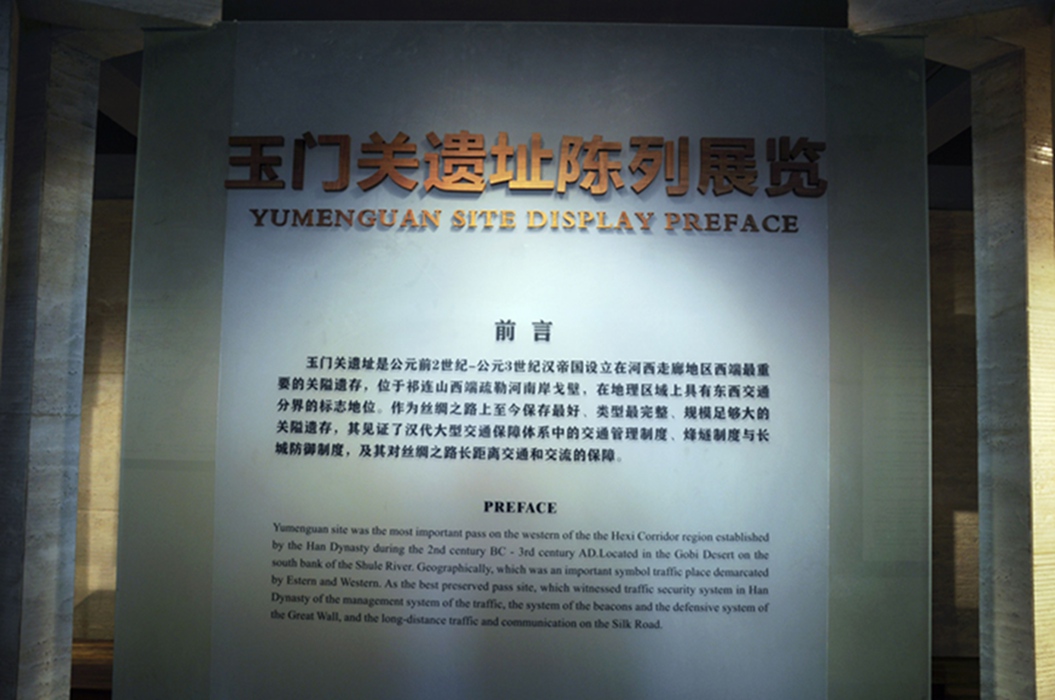 玉门关遗址陈列展览
YUMENGUAN SITE DISPLAY PREFACE
前 言
玉门关遗址是公元前2世纪-公元3世纪汉帝国设立在河西走廊地区西端最重
要的关隘遗存，位于祁连山西端疏勒河南岸戈壁，在地理区域上具有东西交通
分界的标志地位。作为丝绸之路上至今保存最好、类型最完整、规模足够大的
关隘遗存，其见证了汉代大型交通保障体系中的交通管理制度、烽燧制度与长
城防御制度，及其对丝绸之路长距离交通和交流的保障。
PREFACE
Yumenguan site was the most important pass on the western of the the Hexi Corridor region established
by the Han Dynasty during the 2nd century BC - 3rd century AD.Located in the Gobi Desert on the
south bank of the Shule River. Geographically, which was an important symbol traffic place demarcated
by Estern and Western. As the best preserved pass site, which witnessed traffic security system in Han
Dynasty of the management system of the traffic, the system of the beacons and the defensive system of
the Great Wall, and the long-distance traffic and communication on the Silk Road.